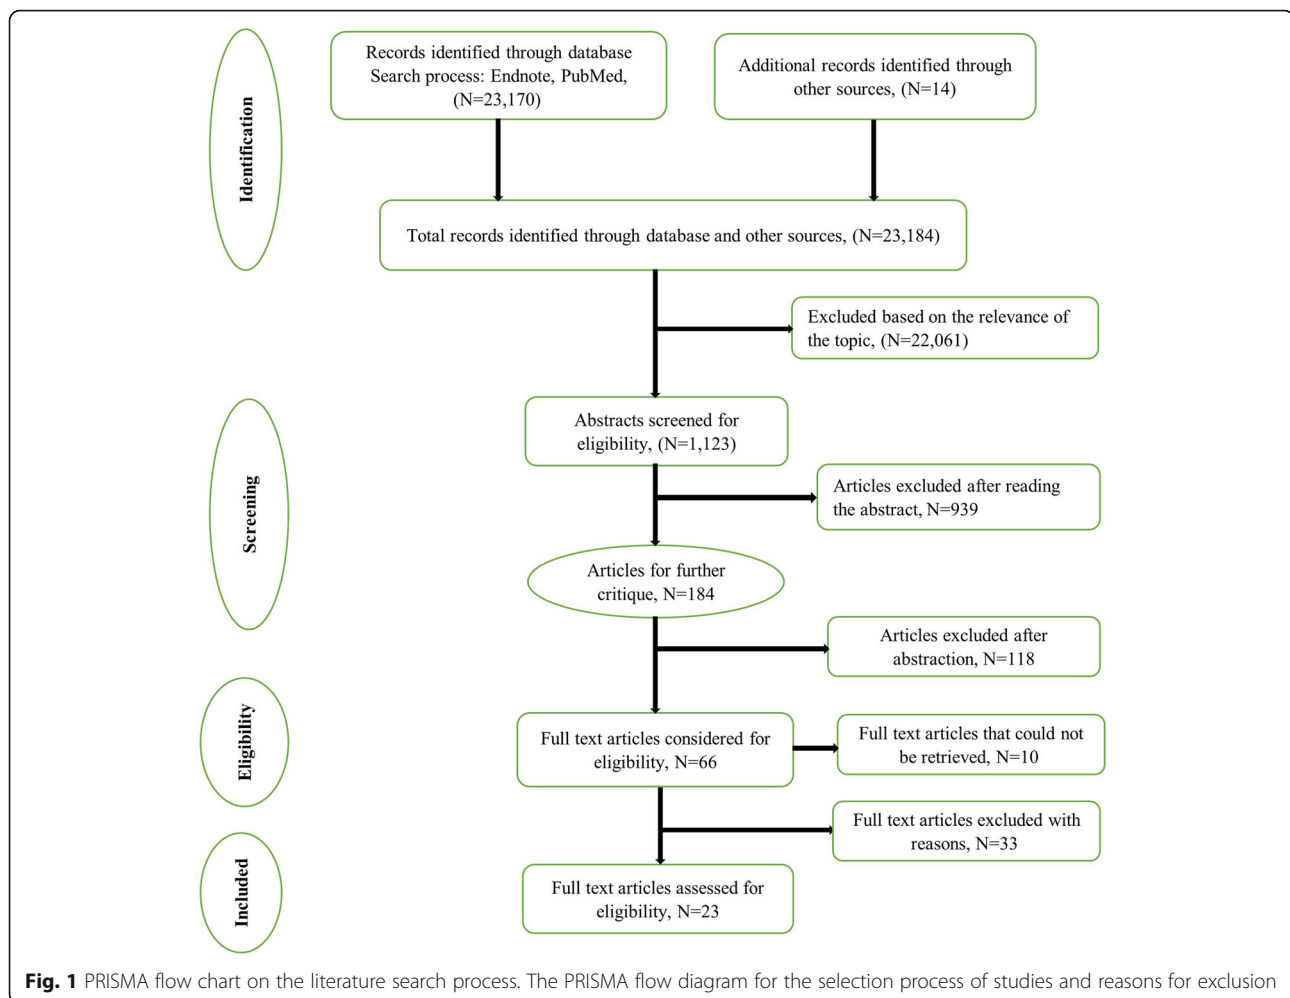 Identification
Records identified through database
Search process: Endnote, PubMed,
(N=23,170)
Additional records identified through
other sources, (N=14)
Total records identified through database and other sources, (N=23,184)
Excluded based on the relevance of
the topic, (N=22,061)
Screening
Abstracts screened for
eligibility, (N=1,123)
Articles excluded after reading
the abstract, N=939
Articles for further
critique, N=184
Articles excluded after
abstraction, N=118
Eligibility
Full text articles considered for
eligibility, N=66
Full text articles that could not
be retrieved, N=10
Full text articles excluded with
reasons, N=33
Included
Full text articles assessed for
eligibility, N=23
Fig. 1 PRISMA flow chart on the literature search process. The PRISMA flow diagram for the selection process of studies and reasons for exclusion